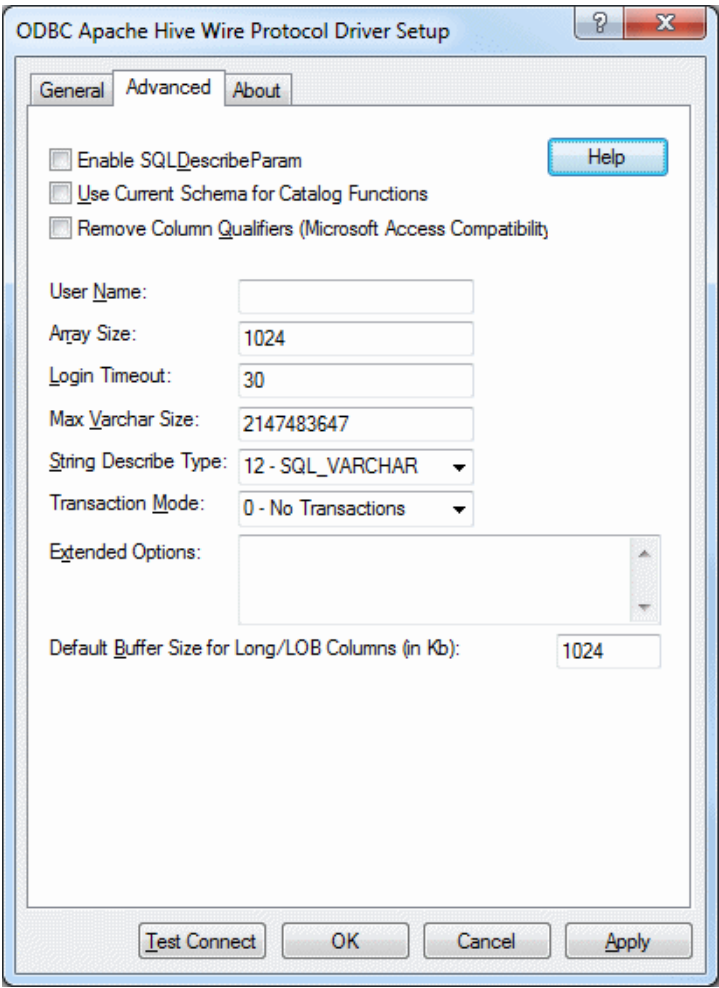 ODBC Apache Hive Wire Protocol Driver Setup
?
General Advanced About
Enable SQLDescribeParam
Help
Use Current Schema for Catalog Functions
Remove Column Qualifiers (Microsoft Access Compatibility
User Name:
Array Size: 1024
Login Timeout: 30
Max Varchar Size: 2147483647
String Describe Type: 12 - SQL_VARCHAR
Transaction Mode: 0 - No Transactions
Extended Options:
Default Buffer Size for Long/LOB Columns (in Kb): 1024
Test Connect OK Cancel Apply